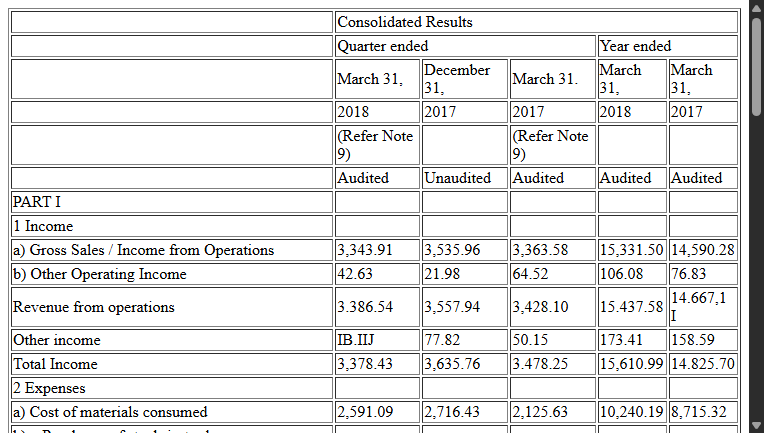 Consolidated Results
Quarter ended Year ended
March 31, December 31, March 31. March 31, March 31,
2018 2017 2017 2018 2017
(Refer Note 9) (Refer Note 9)
Audited Unaudited Audited Audited Audited
PART I
1 Income
a) Gross Sales / Income from Operations 3,343.91 3,535.96 3,363.58 15,331.50 14,590.28
b) Other Operating Income 42.63 21.98 64.52 106.08 76.83
Revenue from operations 3.386.54 3,557.94 3,428.10 15.437.58 14.667,1 I
Other income IB.IIJ 77.82 50.15 173.41 158.59
Total Income 3,378.43 3,635.76 3.478.25 15,610.99 14.825.70
2 Expenses
a) Cost of materials consumed 2,591.09 2,716.43 2,125.63 10,240.19 8,715.32